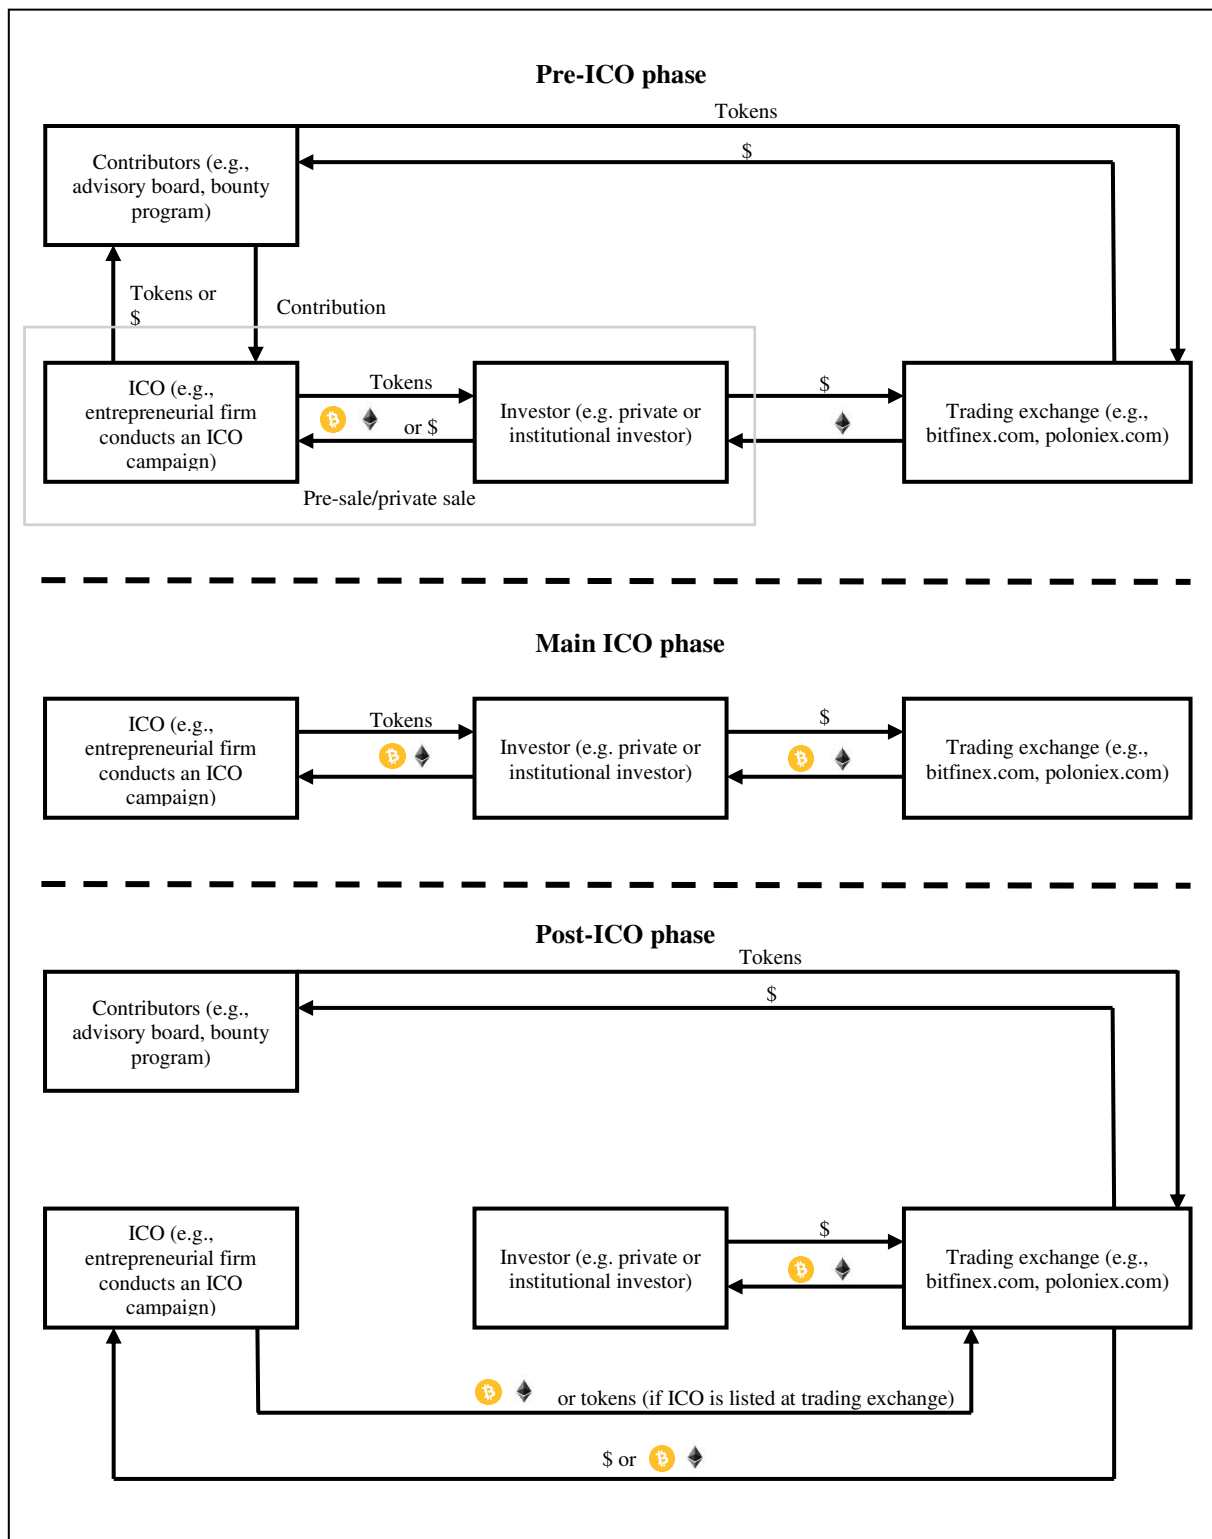 Pre-ICO phase
Tokens
$
Contributors (e.g.,
advisory board, bounty
program)
Tokens or
$
Contribution
ICO (e.g.,
entrepreneurial firm
conducts an ICO
campaign)
Tokens
or $
Investor (e.g. private or
institutional investor)
$
Trading exchange (e.g.,
bitfinex.com, poloniex.com)
Pre-sale/private sale
Main ICO phase
ICO (e.g.,
entrepreneurial firm
conducts an ICO
campaign)
Tokens
Investor (e.g. private or
institutional investor)
$
Trading exchange (e.g.,
bitfinex.com, poloniex.com)
Post-ICO phase
Tokens
$
Contributors (e.g.,
advisory board, bounty
program)
ICO (e.g.,
entrepreneurial firm
conducts an ICO
campaign)
Investor (e.g. private or
institutional investor)
$
Trading exchange (e.g.,
bitfinex.com, poloniex.com)
or tokens (if ICO is listed at trading exchange)
$ or